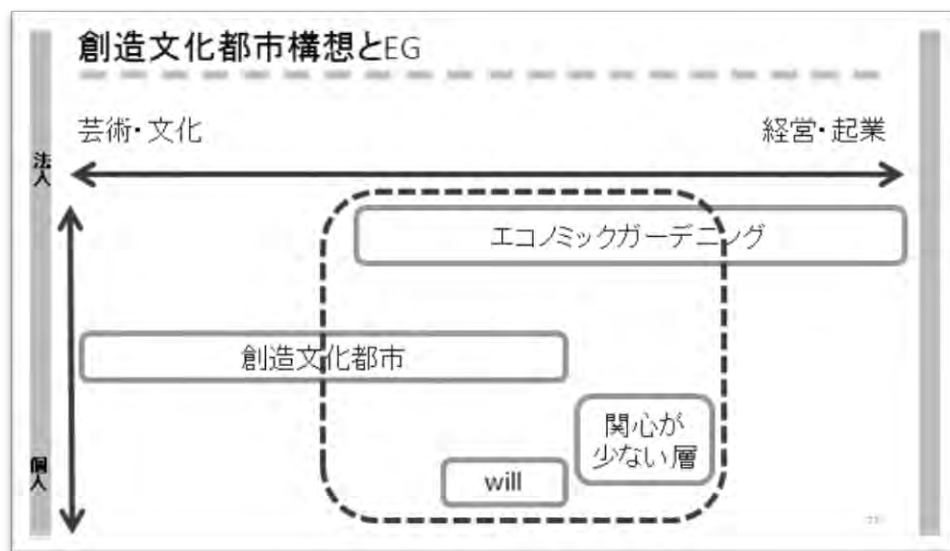 創造文化都市構想とEG
芸術・文化
経営・起業
法人
エコノミックガーデニング
創造文化都市
関心が
少ない層
will
個人